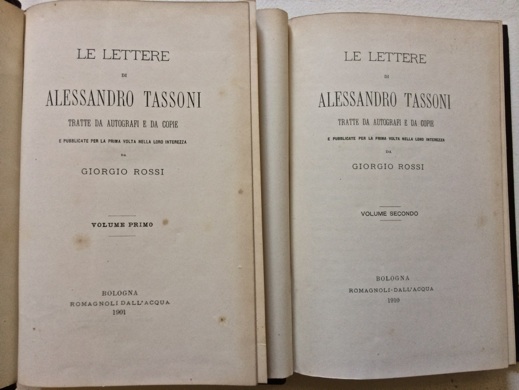 LE LETTERE
DI
ALESSANDRO TASSONI
TRATTE DA AUTOGRAFI E DA COPIE
E PUBBLICATE PER LA PRIMA VOLTA NELLA LORO INTEREZZA
DA
GIORGIO ROSSI
VOLUME PRIMO
BOLOGNA
ROMAGNOLI DALL'ACQUA
1901
LE LETTERE
DI
ALESSANDRO TASSONI
TRATTE DA AUTOGRAFI E DA COPIE
E PUBBLICATE PER LA PRIMA VOLTA NELLA LORO INTEREZZA
DA
GIORGIO ROSSI
VOLUME SECONDO
BOLOGNA
ROMAGNOLI-DALL'ACQUA